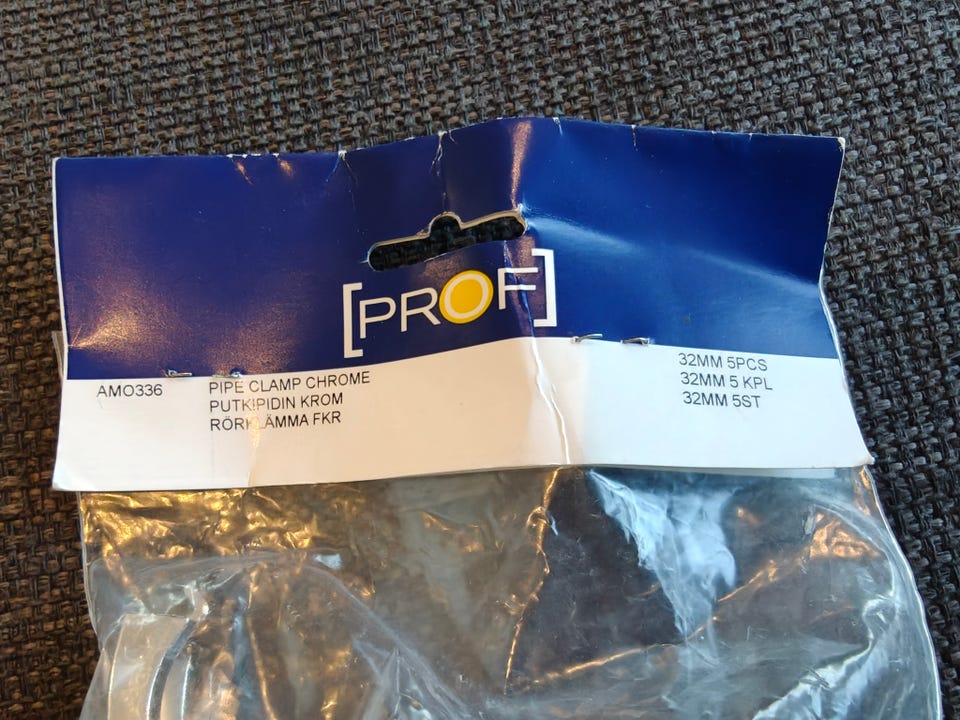 [PROF]
AMO336
PIPE CLAMP CHROME
PUTKIPIDIN KROM
RÖRKLÄMMA FKR
32MM 5PCS
32MM 5 KPL
32MM 5ST